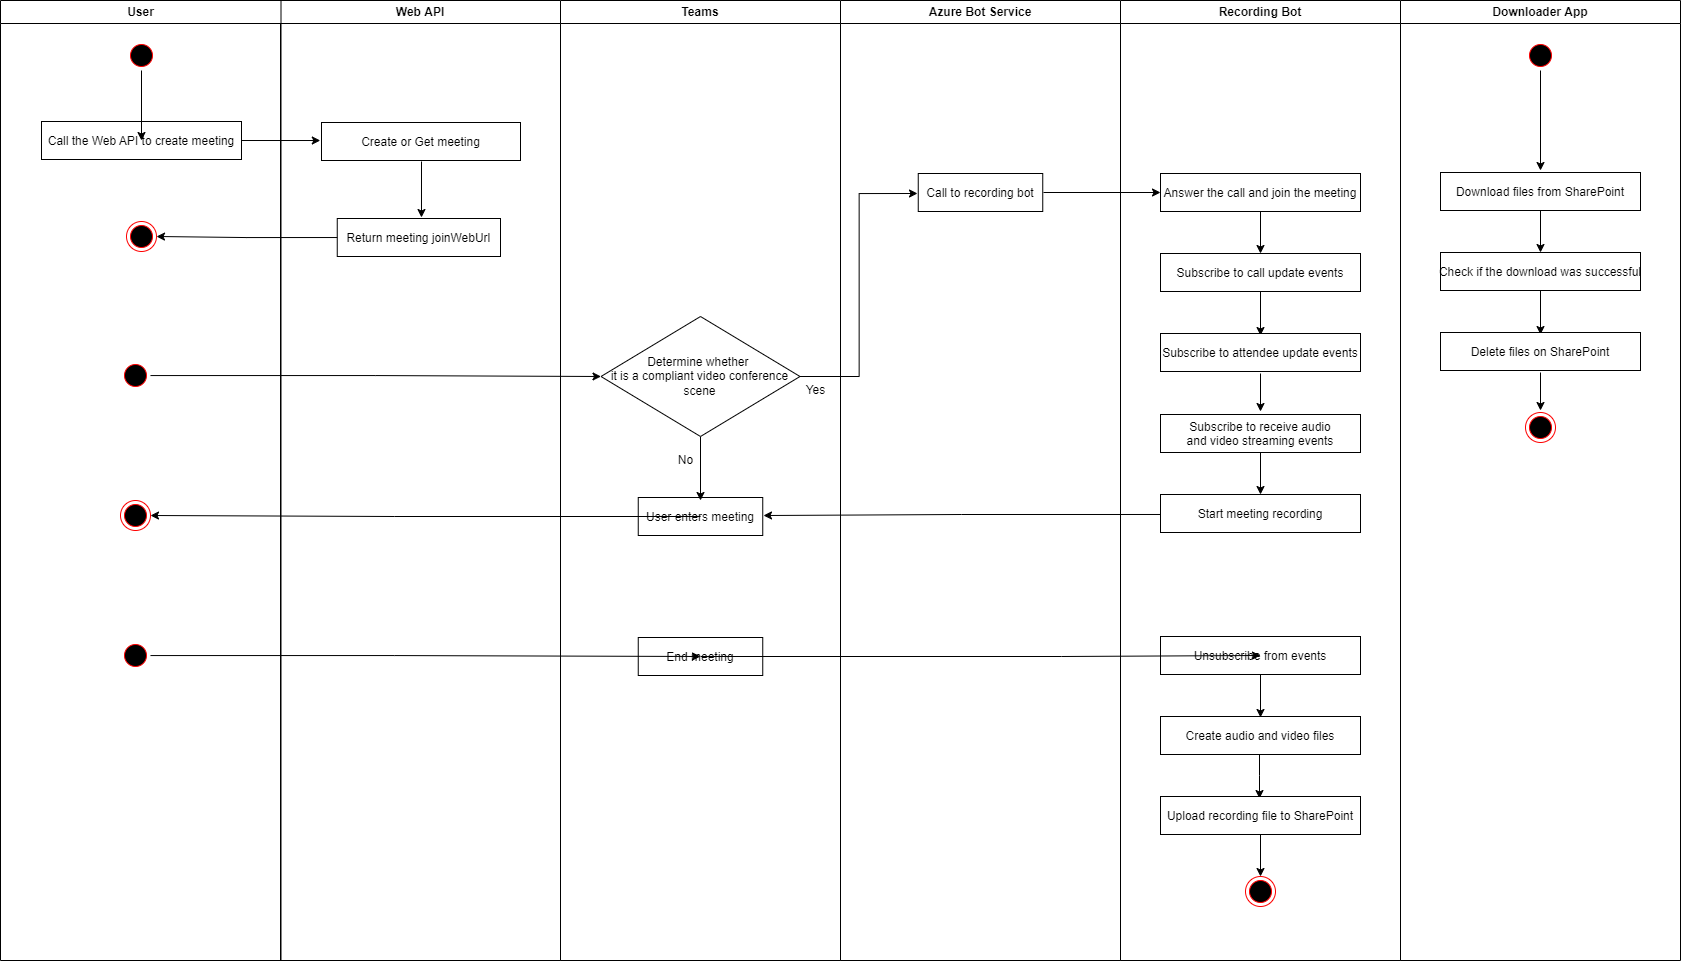 User
Web API
Teams
Azure Bot Service
Recording Bot
Downloader App
Call the Web API to create meeting
Create or Get meeting
Return meeting joinWebUrl
Call to recording bot
Answer the call and join the meeting
Download files from SharePoint
Subscribe to call update events
Check if the download was successful
Determine whether
it is a compliant video conference
scene
Yes
No
Subscribe to attendee update events
Delete files on SharePoint
Subscribe to receive audio
and video streaming events
User enters meeting
Start meeting recording
End meeting
Unsubscribe from events
Create audio and video files
Upload recording file to SharePoint